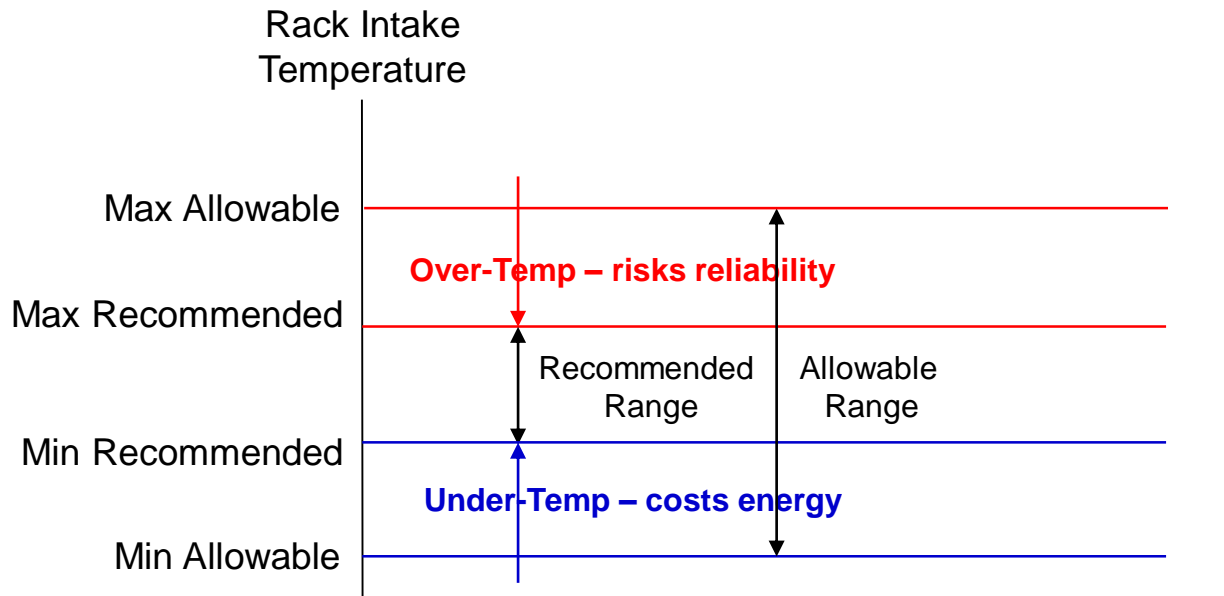 Rack Intake
Temperature
Max Allowable
Over-Temp – risks reliability
Max Recommended
Recommended
Range
Allowable
Range
Min Recommended
Under-Temp – costs energy
Min Allowable